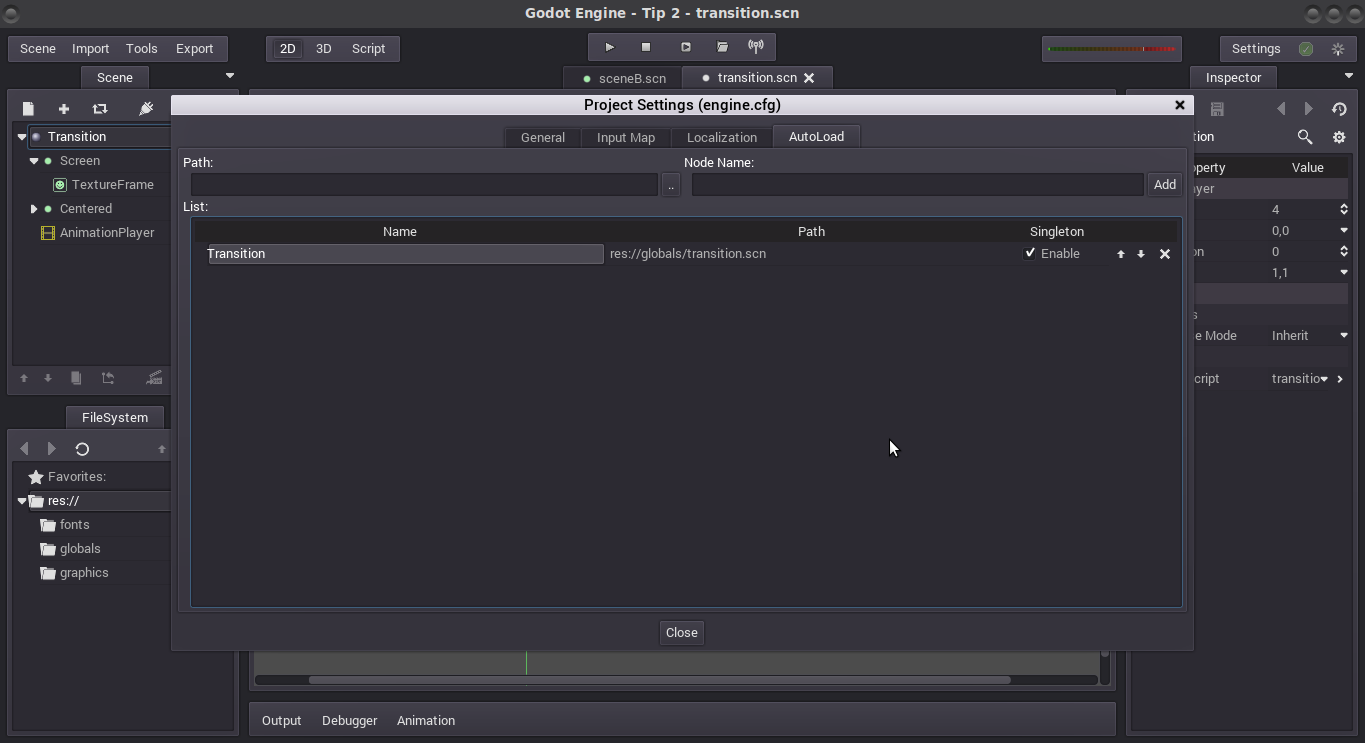 Godot Engine - Tip 2 - transition.scn
Scene Import Tools Export 2D 3D Script Settings
Scene sceneB.scn transition.scn Inspector
Project Settings (engine.cfg)
General Input Map Localization AutoLoad
Path: Node Name:
.. Add
List:
Name Path Singleton
Transition res://globals/transition.scn Enable
Close
Transition
Screen
TextureFrame
Centered
AnimationPlayer
FileSystem
Favorites:
res://
fonts
globals
graphics
tion
perty Value
yer
4
0,0
on 0
1,1
s
e Mode Inherit
cript transitio
Output Debugger Animation